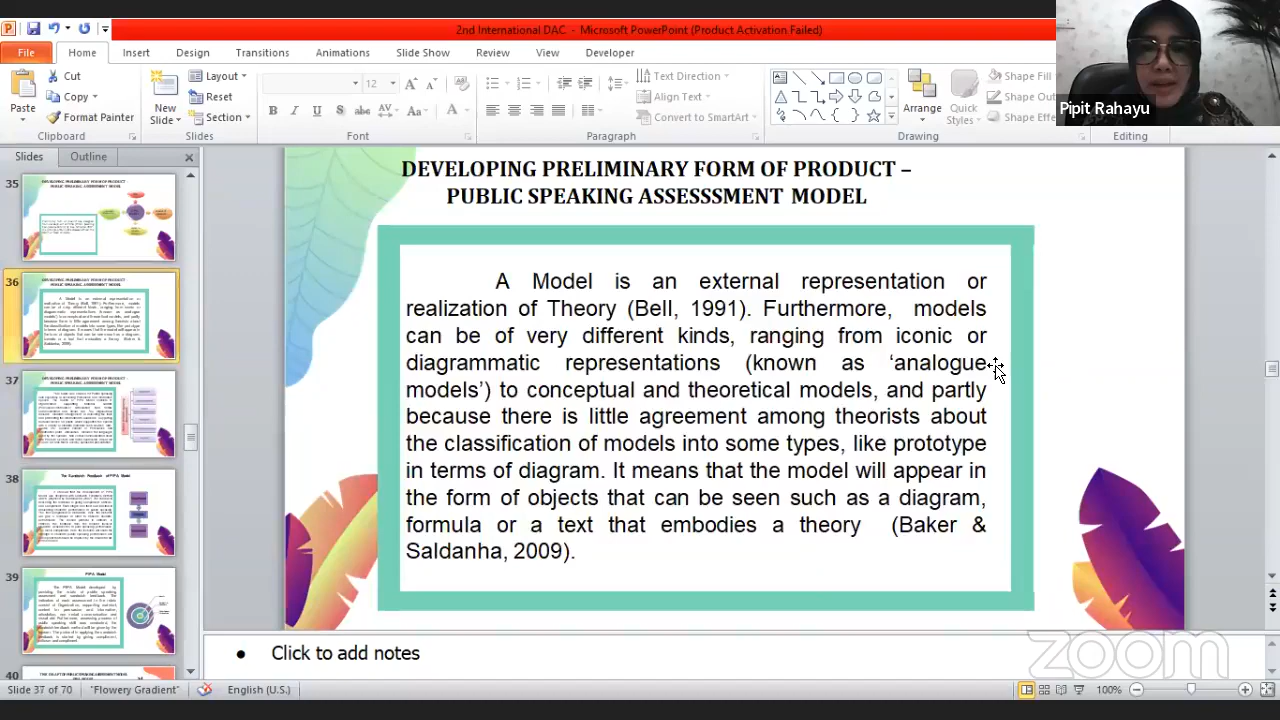 2nd International DAC - Microsoft PowerPoint (Product Activation Failed)
File Home Insert Design Transitions Animations Slide Show Review View Developer
Cut
Copy
Format Painter
Paste
Clipboard
New Slide
Layout
Reset
Section
Slides
12
Font
Text Direction
Align Text
Convert to SmartArt
Paragraph
Arrange
Quick Styles
Shape Fill
Shape Out
Shape Effe
Drawing
Editing
Pipit Rahayu
Slides Outline
35
36
37
38
39
40
DEVELOPING PRELIMINARY FORM OF PRODUCT –
PUBLIC SPEAKING ASSESSSMENT MODEL
A Model is an external representation or
realization of Theory (Bell, 1991). Furthermore, models
can be of very different kinds, ranging from iconic or
diagrammatic representations (known as ‘analogue
models’) to conceptual and theoretical models, and partly
because there is little agreement among theorists about
the classification of models into some types, like prototype
in terms of diagram. It means that the model will appear in
the form of objects that can be seen such as a diagram,
formula or a text that embodies a theory (Baker &
Saldanha, 2009).
Click to add notes
zoom
Slide 37 of 70 "Flowery Gradient" English (U.S.) 100%